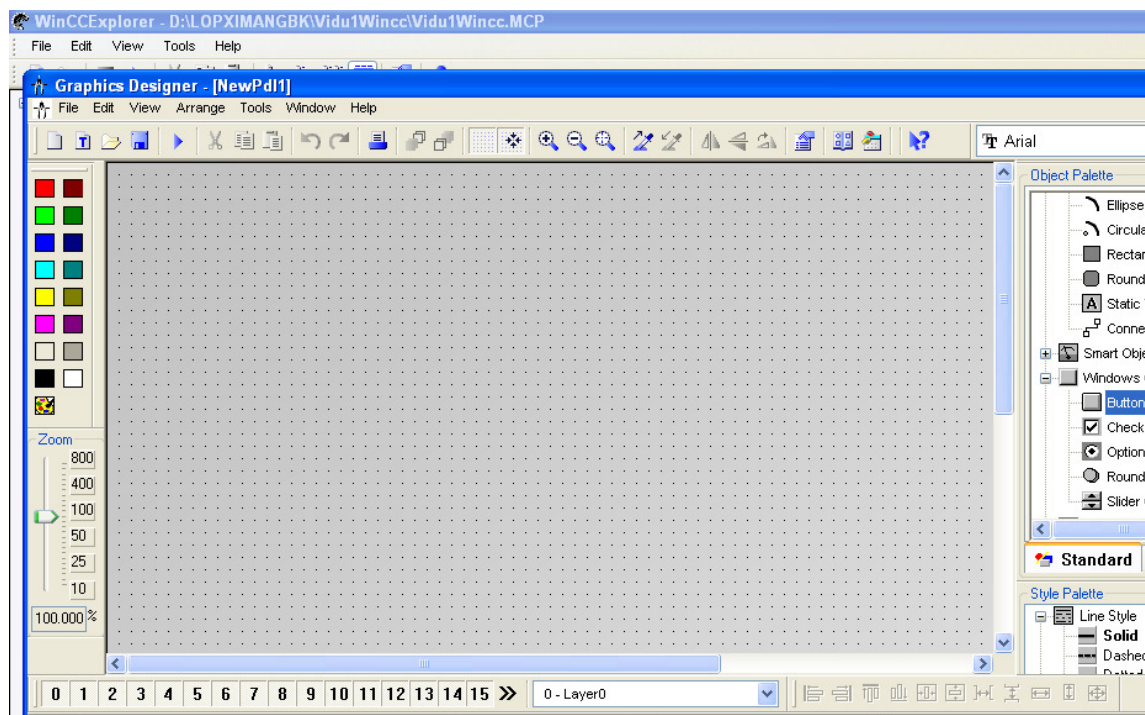 WinCCExplorer - D:\LOPXIMANGBK\Vidu1Wincc\Vidu1Wincc.MCP
File Edit View Tools Help
Graphics Designer - [NewPdl1]
File Edit View Arrange Tools Window Help
Arial
Object Palette
Ellipse
Circula
Rectar
Round
Static
Conne
Smart Obje
Windows
Button
Check
Option
Round
Slider
Standard
Style Palette
Line Style
Solid
Dashed
Dotted
Zoom
800
400
100
50
25
10
100.000 %
0 1 2 3 4 5 6 7 8 9 10 11 12 13 14 15
0 - Layer0